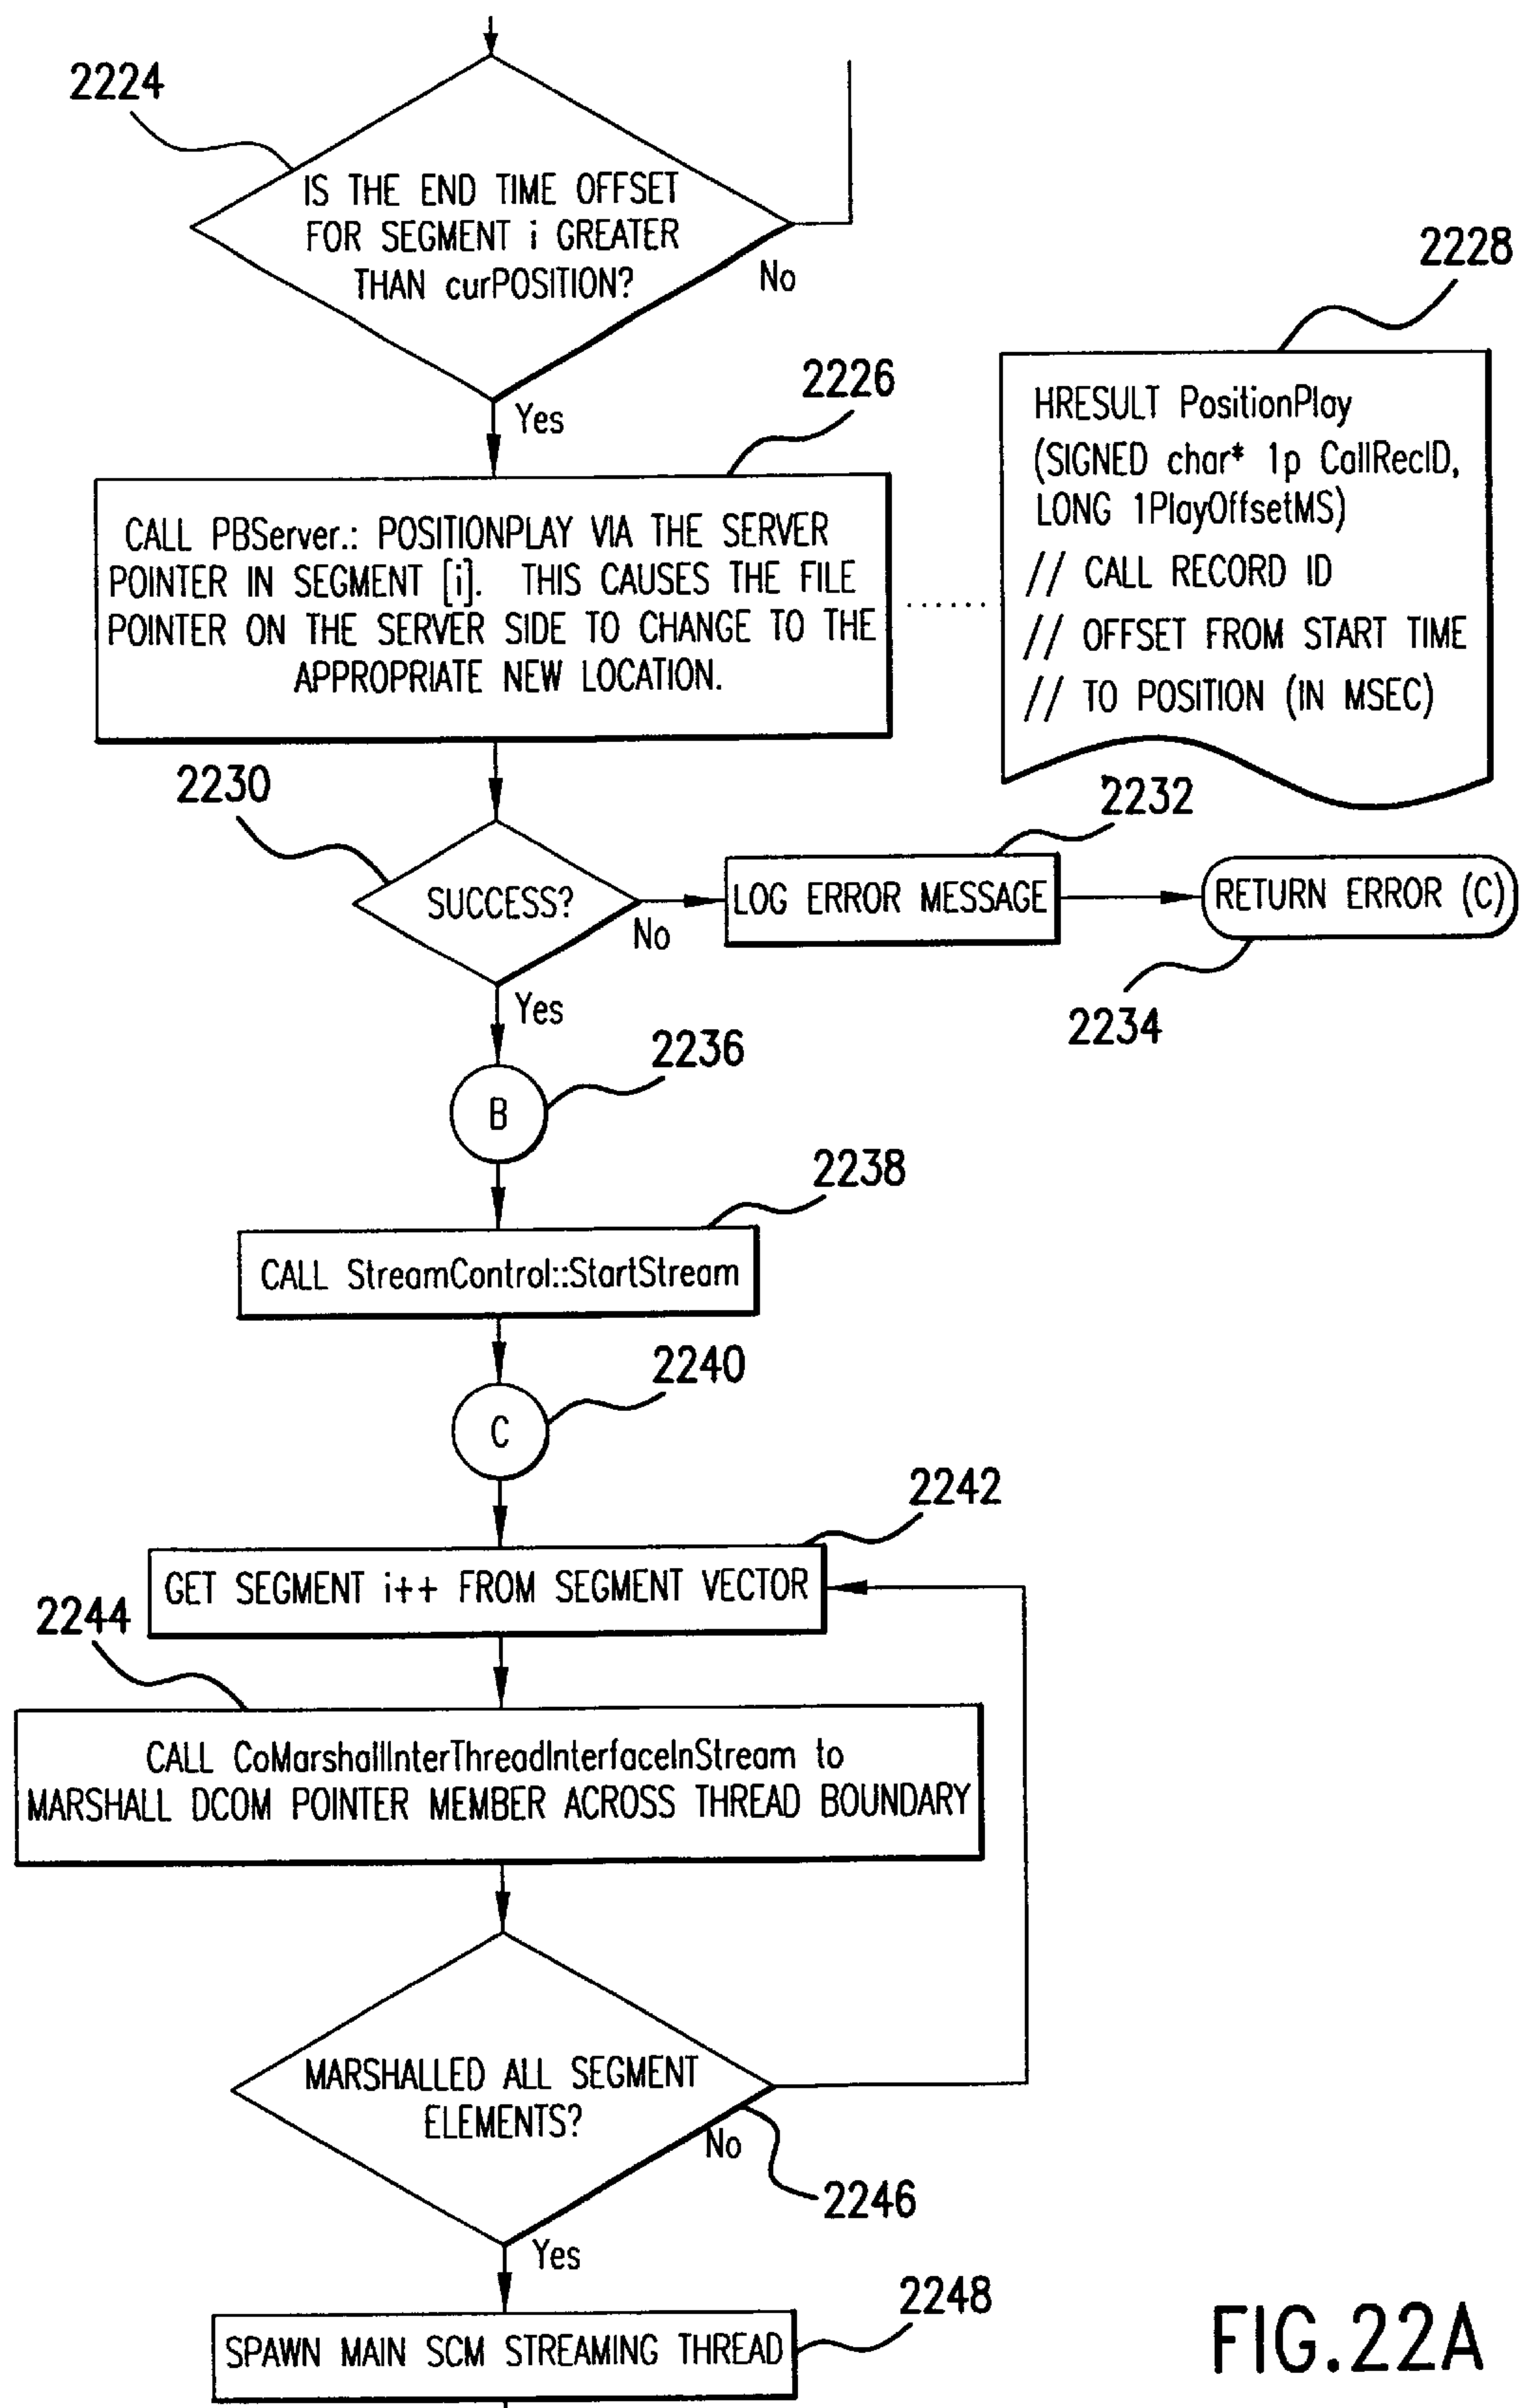 2224
IS THE END TIME OFFSET
FOR SEGMENT i GREATER
THAN curPOSITION?
No
Yes
2226
CALL PBServer.: POSITIONPLAY VIA THE SERVER
POINTER IN SEGMENT [i]. THIS CAUSES THE FILE
POINTER ON THE SERVER SIDE TO CHANGE TO THE
APPROPRIATE NEW LOCATION.
2228
HRESULT PositionPlay
(SIGNED char* 1p CallRecID,
LONG 1PlayOffsetMS)
// CALL RECORD ID
// OFFSET FROM START TIME
// TO POSITION (IN MSEC)
2230
SUCCESS?
No
Yes
2232
LOG ERROR MESSAGE
RETURN ERROR (C)
2234
B
2236
2238
CALL StreamControl::StartStream
2240
C
2242
GET SEGMENT i++ FROM SEGMENT VECTOR
2244
CALL CoMarshallInterThreadInterfaceInStream to
MARSHALL DCOM POINTER MEMBER ACROSS THREAD BOUNDARY
MARSHALLED ALL SEGMENT
ELEMENTS?
No
2246
Yes
2248
SPAWN MAIN SCM STREAMING THREAD
FIG.22A